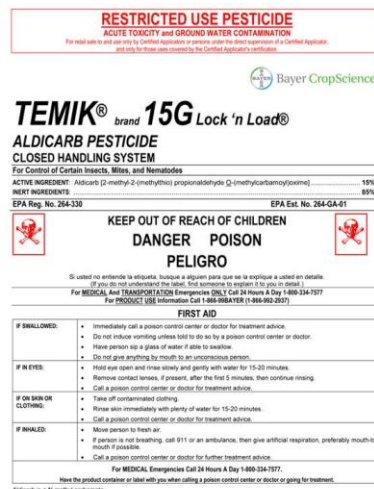 RESTRICTED USE PESTICIDE
ACUTE TOXICITY and GROUND WATER CONTAMINATION
For retail sale to and use only by Certified Applicators or persons under the direct supervision of a Certified Applicator,
and only for those uses covered by the Certified Applicator's certification.
BAYER Bayer CropScience
TEMIK® brand 15G Lock 'n Load®
ALDICARB PESTICIDE
CLOSED HANDLING SYSTEM
For Control of Certain Insects, Mites, and Nematodes
ACTIVE INGREDIENT: Aldicarb [2-methyl-2-(methylthio) propionaldehyde O-(methylcarbamoyl)oxime] 15%
INERT INGREDIENTS: 85%
EPA Reg. No. 264-330 EPA Est. No. 264-GA-01
KEEP OUT OF REACH OF CHILDREN
DANGER POISON
PELIGRO
Si usted no entiende la etiqueta, busque a alguien para que se la explique a usted en detalle.
(If you do not understand the label, find someone to explain it to you in detail.)
For MEDICAL And TRANSPORTATION Emergencies ONLY Call 24 Hours A Day 1-800-334-7577
For PRODUCT USE Information Call 1-866-99BAYER (1-866-992-2937)
FIRST AID
IF SWALLOWED:
• Immediately call a poison control center or doctor for treatment advice.
• Do not induce vomiting unless told to do so by a poison control center or doctor.
• Have person sip a glass of water if able to swallow.
• Do not give anything by mouth to an unconscious person.
IF IN EYES:
• Hold eye open and rinse slowly and gently with water for 15-20 minutes.
• Remove contact lenses, if present, after the first 5 minutes, then continue rinsing.
• Call a poison control center or doctor for treatment advice.
IF ON SKIN OR CLOTHING:
• Take off contaminated clothing.
• Rinse skin immediately with plenty of water for 15-20 minutes.
• Call a poison control center or doctor for treatment advice.
IF INHALED:
• Move person to fresh air.
• If person is not breathing, call 911 or an ambulance, then give artificial respiration, preferably mouth-to
mouth if possible.
• Call a poison control center or doctor for further treatment advice.
For MEDICAL Emergencies Call 24 Hours A Day 1-800-334-7577.
Have the product container or label with you when calling a poison control center or doctor or going for treatment.